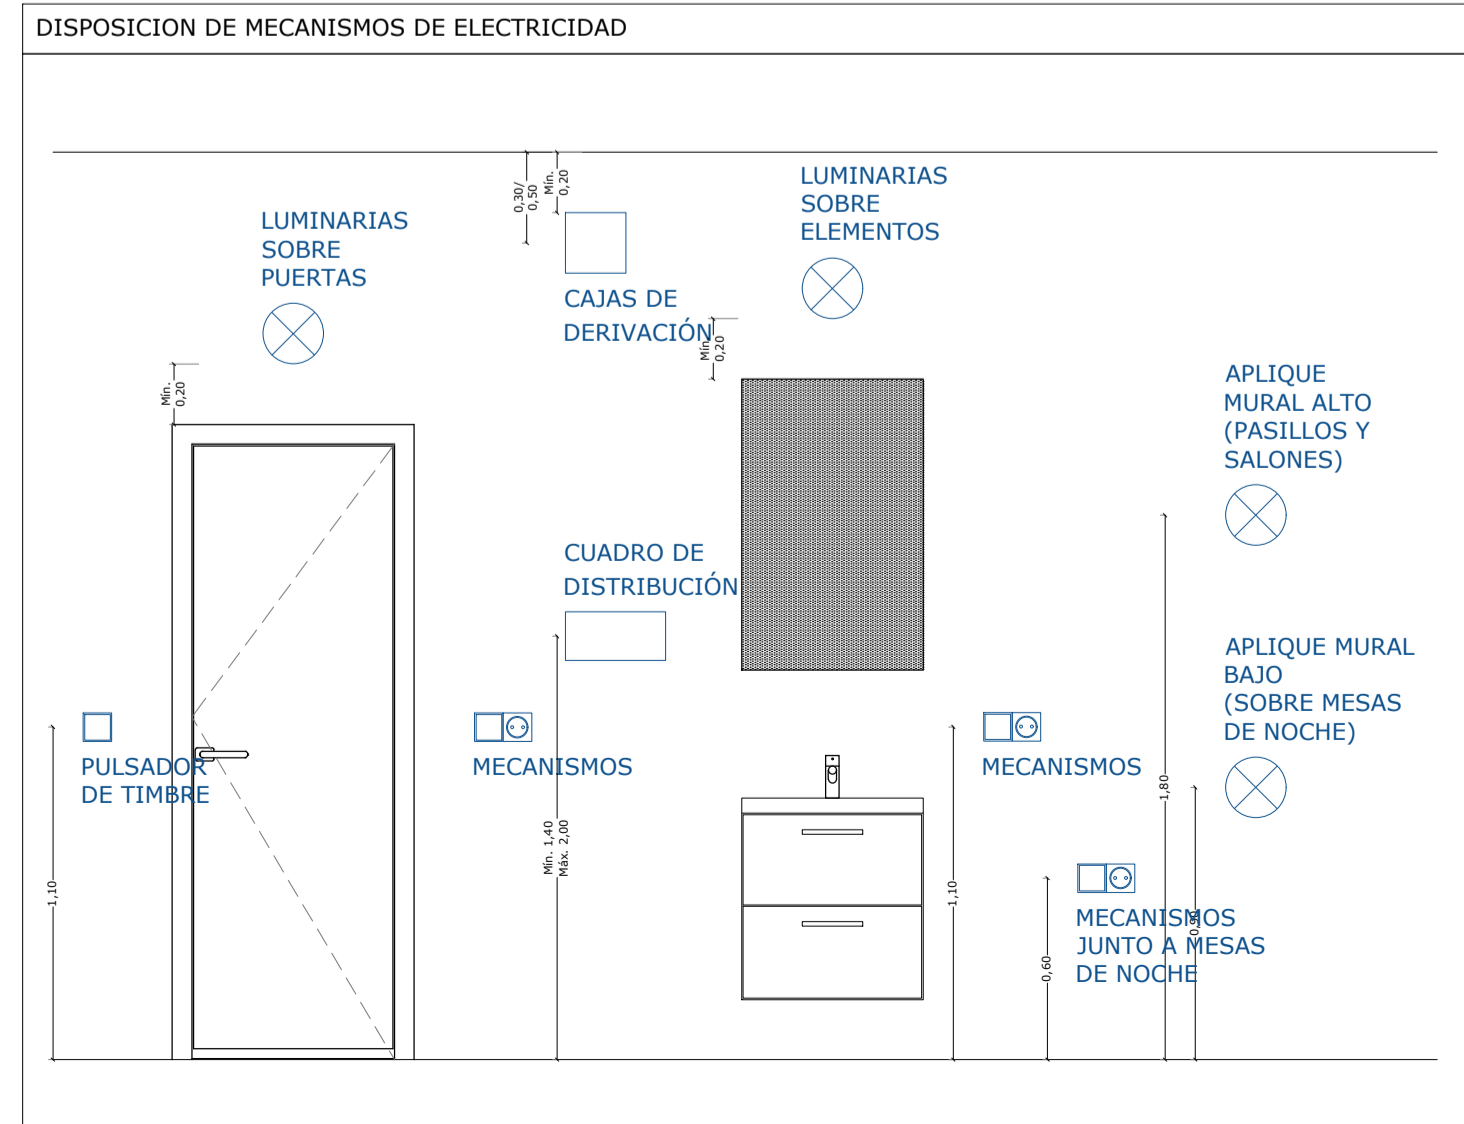 DISPOSICION DE MECANISMOS DE ELECTRICIDAD
0,30/
0,50
Mín.
0,20
LUMINARIAS
SOBRE
PUERTAS
CAJAS DE
DERIVACIÓN
LUMINARIAS
SOBRE
ELEMENTOS
Mín.
0,20
Mín.
0,20
APLIQUE
MURAL ALTO
(PASILLOS Y
SALONES)
CUADRO DE
DISTRIBUCIÓN
APLIQUE MURAL
BAJO
(SOBRE MESAS
DE NOCHE)
PULSADOR
DE TIMBRE
MECANISMOS
MECANISMOS
1,10
Mín. 1,40
Máx. 2,00
1,10
0,60
1,80
0,90
MECANISMOS
JUNTO A MESAS
DE NOCHE